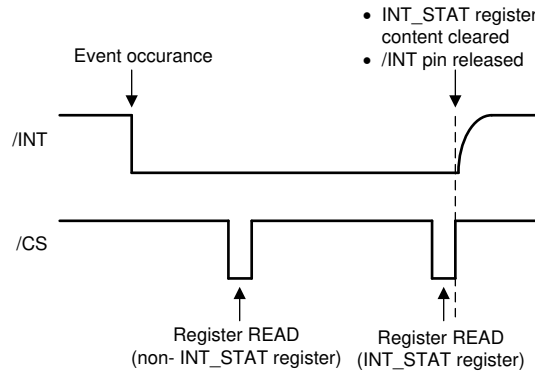 • INT_STAT register
content cleared
• /INT pin released
Event occurance
/INT
/CS
Register READ
(non- INT_STAT register)
Register READ
(INT_STAT register)